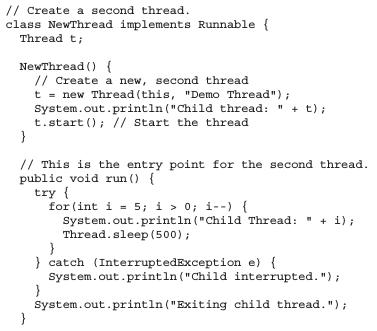 // Create a second thread.
class NewThread implements Runnable {
  Thread t;

  NewThread() {
    // Create a new, second thread
    t = new Thread(this, "Demo Thread");
    System.out.println("Child thread: " + t);
    t.start(); // Start the thread
  }

  // This is the entry point for the second thread.
  public void run() {
    try {
      for(int i = 5; i > 0; i--) {
        System.out.println("Child Thread: " + i);
        Thread.sleep(500);
      }
    } catch (InterruptedException e) {
      System.out.println("Child interrupted.");
    }
    System.out.println("Exiting child thread.");
  }